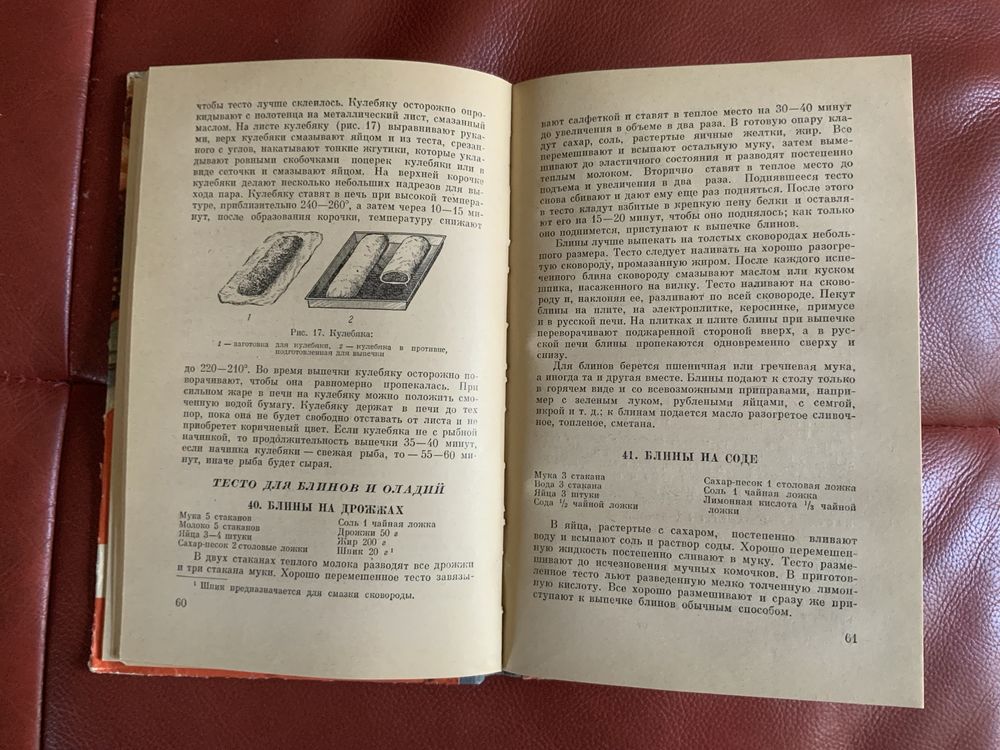 чтобы тесто лучше склеилось. Кулебяку осторожно опро-
кидывают с полотенца на металлический лист, смазанный
маслом. На листе кулебяку (рис. 17) выравнивают рука-
ми, верх кулебяки смазывают яйцом и из теста, срезан-
ного с углов, накатывают тонкие жгутики, которые укла-
дывают ровными скобочками поперек кулебяки или в
виде сеточки и смазывают яйцом. На верхней корочке
кулебяки делают несколько небольших надрезов для вы-
хода пара. Кулебяку ставят в печь при высокой темпера-
туре, приблизительно 240—260°, а затем через 10—15 ми-
нут, после образования корочки, температуру снижают
1
2
Рис. 17. Кулебяка:
1 — заготовка для кулебяки, 2 — кулебяка в противне,
подготовленная для выпечки
до 220—210°. Во время выпечки кулебяку осторожно по-
ворачивают, чтобы она равномерно пропекалась. При
сильном жаре в печи на кулебяку можно положить смо-
ченную водой бумагу. Кулебяку держат в печи до тех
пор, пока она не будет свободно отставать от листа и не
приобретет коричневый цвет. Если кулебяка не с рыбной
начинкой, то продолжительность выпечки 35—40 минут,
если начинка кулебяки — свежая рыба, то — 55—60 ми-
нут, иначе рыба будет сырая.
ТЕСТО ДЛЯ БЛИНОВ И ОЛАДИЙ
40. БЛИНЫ НА ДРОЖЖАХ
Мука 5 стаканов
Молоко 5 стаканов
Яйца 3—4 штуки
Сахар-песок 2 столовые ложки
Соль 1 чайная ложка
Дрожжи 50 г
Жир 200 г
Шпик 20 г ¹
В двух стаканах теплого молока разводят все дрожжи
и три стакана муки. Хорошо перемешенное тесто завязы-
¹ Шпик предназначается для смазки сковороды.
60
вают салфеткой и ставят в теплое место на 30—40 минут
до увеличения в объеме в два раза. В готовую опару кла-
дут сахар, соль, растертые яичные желтки, жир. Все
перемешивают и всыпают остальную муку, затем выме-
шивают до эластичного состояния и разводят постепенно
теплым молоком. Вторично ставят в теплое место до
подъема и увеличения в два раза. Поднявшееся тесто
снова сбивают и дают ему еще раз подняться. После этого
в тесто кладут взбитые в крепкую пену белки и оставля-
ют его на 15—20 минут, чтобы оно поднялось; как только
оно поднимется, приступают к выпечке блинов.
Блины лучше выпекать на толстых сковородах неболь-
шого размера. Тесто следует наливать на хорошо разогре-
тую сковороду, промазанную жиром. После каждого испе-
ченного блина сковороду смазывают маслом или куском
шпика, насаженного на вилку. Тесто наливают на сково-
роду и, наклоняя ее, разливают по всей сковороде. Пекут
блины на плите, на электроплитке, керосинке, примусе
и в русской печи. На плитках и плите блины при выпечке
переворачивают поджаренной стороной вверх, а в рус-
ской печи блины пропекаются одновременно сверху и
снизу.
Для блинов берется пшеничная или гречневая мука,
а иногда та и другая вместе. Блины подают к столу только
в горячем виде и со всевозможными приправами, напри-
мер с зеленым луком, рублеными яйцами, с семгой,
икрой и т. д.; к блинам подается масло разогретое сливоч-
ное, топленое, сметана.
41. БЛИНЫ НА СОДЕ
Мука 3 стакана
Вода 3 стакана
Яйца 3 штуки
Сода ½ чайной ложки
Сахар-песок 1 столовая ложка
Соль 1 чайная ложка
Лимонная кислота ⅓ чайной
ложки
В яйца, растертые с сахаром, постепенно вливают
воду и всыпают соль и раствор соды. Хорошо перемешен-
ную жидкость постепенно сливают в муку. Тесто разме-
шивают до исчезновения мучных комочков. В приготов-
ленное тесто льют разведенную мелко толченную лимон-
ную кислоту. Все хорошо размешивают и сразу же при-
ступают к выпечке блинов обычным способом.
61